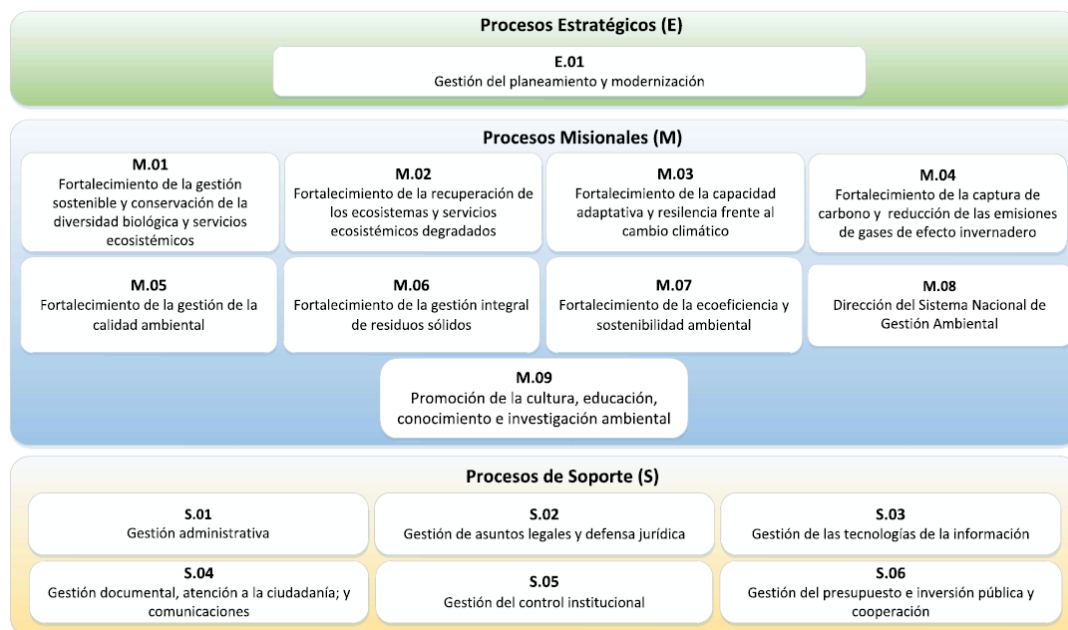 Procesos Estratégicos (E)
E.01
Gestión del planeamiento y modernización
Procesos Misionales (M)
M.01
Fortalecimiento de la gestión
sostenible y conservación de la
diversidad biológica y servicios
ecosistémicos
M.02
Fortalecimiento de la recuperación de
los ecosistemas y servicios
ecosistémicos degradados
M.03
Fortalecimiento de la capacidad
adaptativa y resilencia frente al
cambio climático
M.04
Fortalecimiento de la captura de
carbono y reducción de las emisiones
de gases de efecto invernadero
M.05
Fortalecimiento de la gestión de la
calidad ambiental
M.06
Fortalecimiento de la gestión integral
de residuos sólidos
M.07
Fortalecimiento de la ecoeficiencia y
sostenibilidad ambiental
M.08
Dirección del Sistema Nacional de
Gestión Ambiental
M.09
Promoción de la cultura, educación,
conocimiento e investigación ambiental
Procesos de Soporte (S)
S.01
Gestión administrativa
S.02
Gestión de asuntos legales y defensa jurídica
S.03
Gestión de las tecnologías de la información
S.04
Gestión documental, atención a la ciudadanía; y
comunicaciones
S.05
Gestión del control institucional
S.06
Gestión del presupuesto e inversión pública y
cooperación